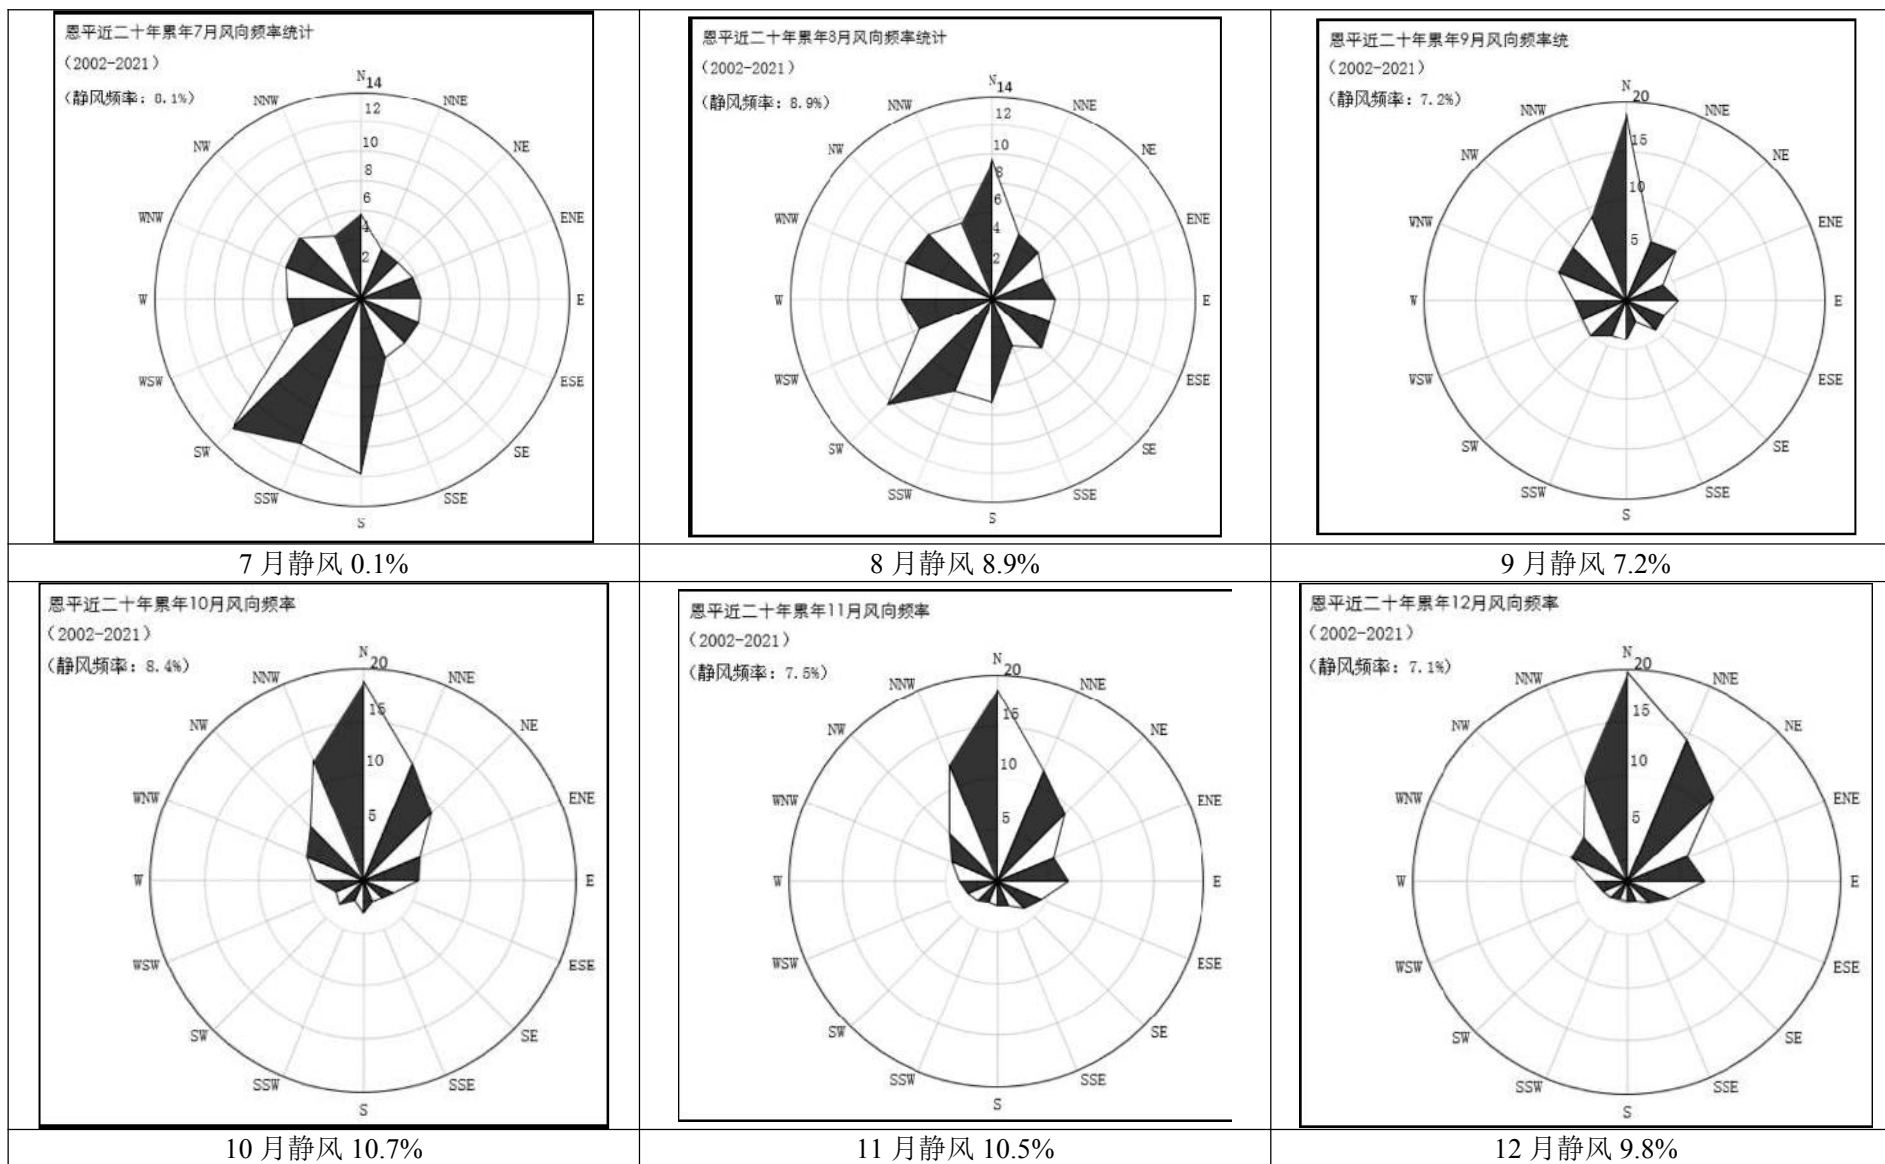 恩平近二十年累年7月风向频率统计
(2002-2021)
(静风频率: 0.1%)
N
14
12
10
8
6
4
2
NNE
NE
ENE
E
ESE
SE
SSE
S
SSW
SW
WSW
W
WNW
NW
NNW
7 月静风 0.1%
恩平近二十年累年8月风向频率统计
(2002-2021)
(静风频率: 8.9%)
N
14
12
10
8
6
4
2
NNE
NE
ENE
E
ESE
SE
SSE
S
SSW
SW
WSW
W
WNW
NW
NNW
8 月静风 8.9%
恩平近二十年累年9月风向频率统
(2002-2021)
(静风频率: 7.2%)
N
20
15
10
5
NNE
NE
ENE
E
ESE
SE
SSE
S
SSW
SW
WSW
W
WNW
NW
NNW
9 月静风 7.2%
恩平近二十年累年10月风向频率
(2002-2021)
(静风频率: 8.4%)
N
20
15
10
5
NNE
NE
ENE
E
ESE
SE
SSE
S
SSW
SW
WSW
W
WNW
NW
NNW
10 月静风 10.7%
恩平近二十年累年11月风向频率
(2002-2021)
(静风频率: 7.5%)
N
20
15
10
5
NNE
NE
ENE
E
ESE
SE
SSE
S
SSW
SW
WSW
W
WNW
NW
NNW
11 月静风 10.5%
恩平近二十年累年12月风向频率
(2002-2021)
(静风频率: 7.1%)
N
20
15
10
5
NNE
NE
ENE
E
ESE
SE
SSE
S
SSW
SW
WSW
W
WNW
NW
NNW
12 月静风 9.8%